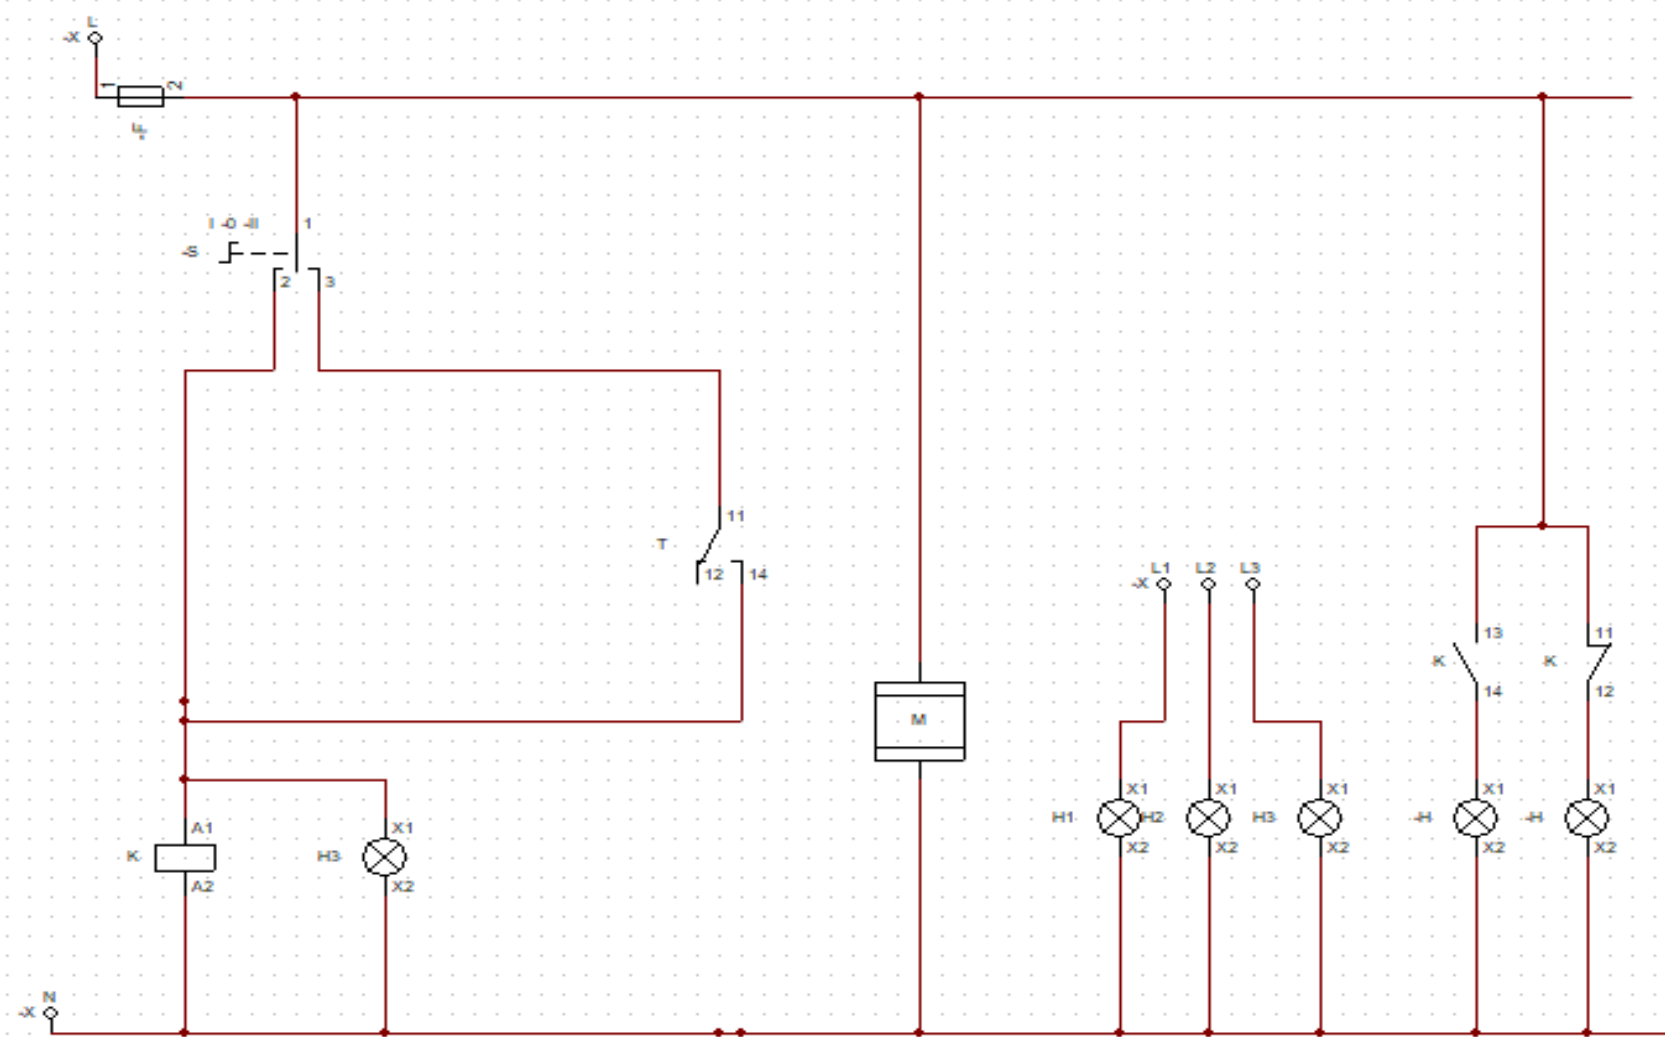 L
-X
1 2
F
I -0 -II 1
-S
2 3
11
T
12 14
L1 L2 L3
-X
13 11
K K
14 12
M
X1 X1 X1 X1 X1
H1 H2 H3 -H -H
X2 X2 X2 X2 X2
A1 X1
K H3
A2 X2
N
-X